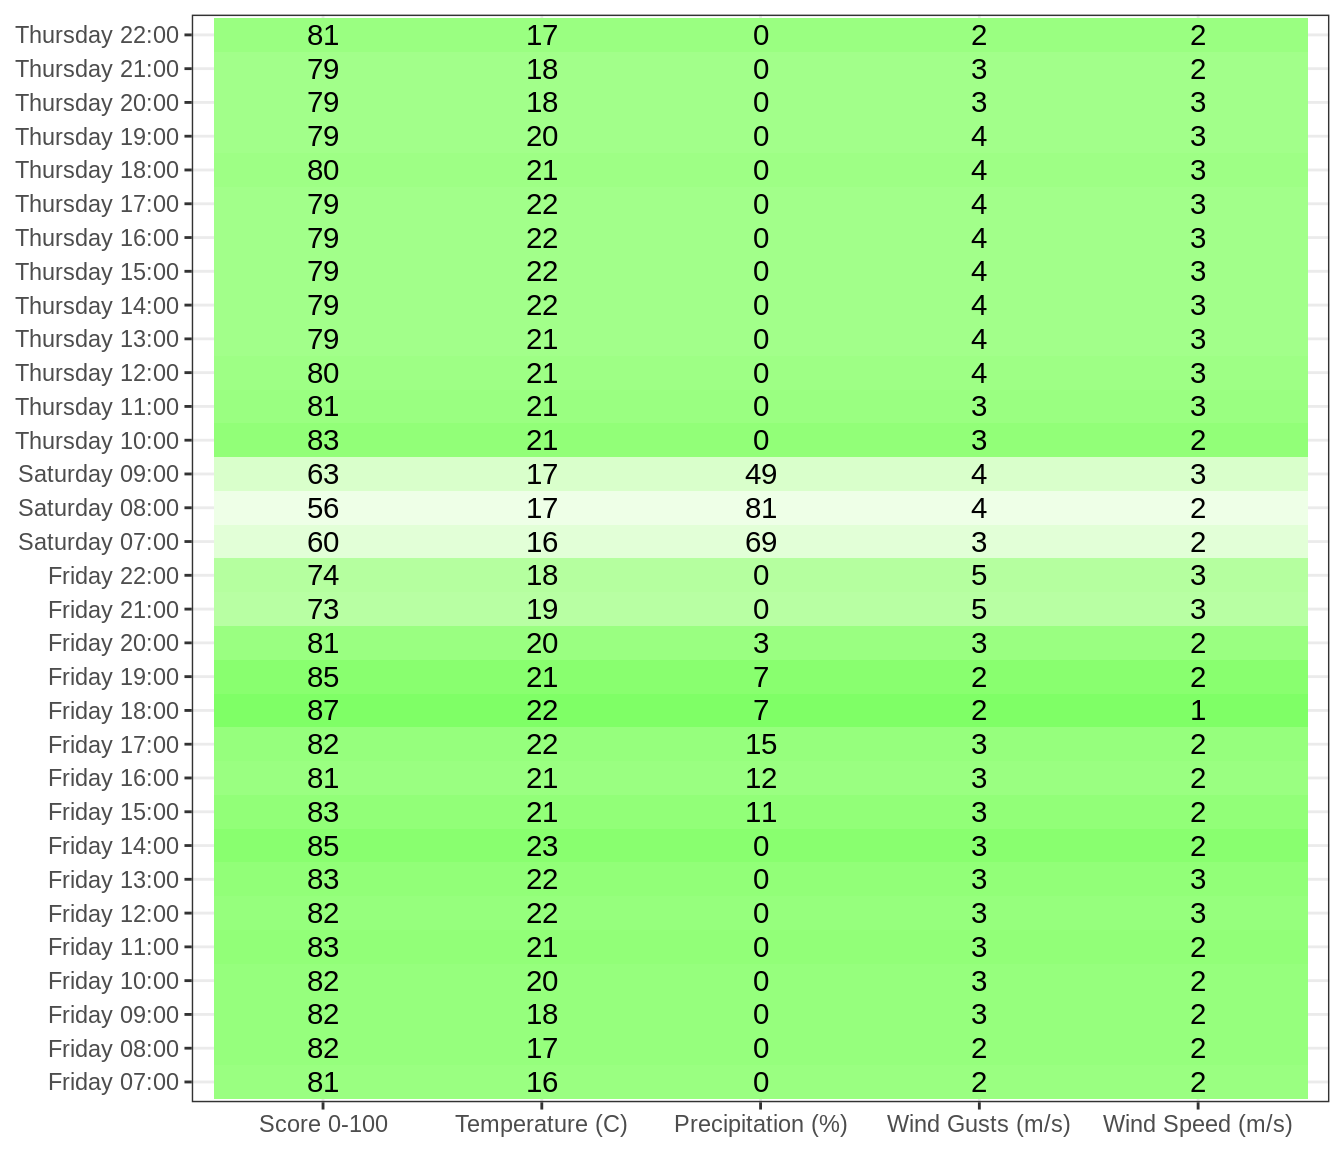 Thursday 22:00 81 17 0 2 2
Thursday 21:00 79 18 0 3 2
Thursday 20:00 79 18 0 3 3
Thursday 19:00 79 20 0 4 3
Thursday 18:00 80 21 0 4 3
Thursday 17:00 79 22 0 4 3
Thursday 16:00 79 22 0 4 3
Thursday 15:00 79 22 0 4 3
Thursday 14:00 79 22 0 4 3
Thursday 13:00 79 21 0 4 3
Thursday 12:00 80 21 0 4 3
Thursday 11:00 81 21 0 3 3
Thursday 10:00 83 21 0 3 2
Saturday 09:00 63 17 49 4 3
Saturday 08:00 56 17 81 4 2
Saturday 07:00 60 16 69 3 2
Friday 22:00 74 18 0 5 3
Friday 21:00 73 19 0 5 3
Friday 20:00 81 20 3 3 2
Friday 19:00 85 21 7 2 2
Friday 18:00 87 22 7 2 1
Friday 17:00 82 22 15 3 2
Friday 16:00 81 21 12 3 2
Friday 15:00 83 21 11 3 2
Friday 14:00 85 23 0 3 2
Friday 13:00 83 22 0 3 3
Friday 12:00 82 22 0 3 3
Friday 11:00 83 21 0 3 2
Friday 10:00 82 20 0 3 2
Friday 09:00 82 18 0 3 2
Friday 08:00 82 17 0 2 2
Friday 07:00 81 16 0 2 2
Score 0-100 Temperature (C) Precipitation (%) Wind Gusts (m/s) Wind Speed (m/s)